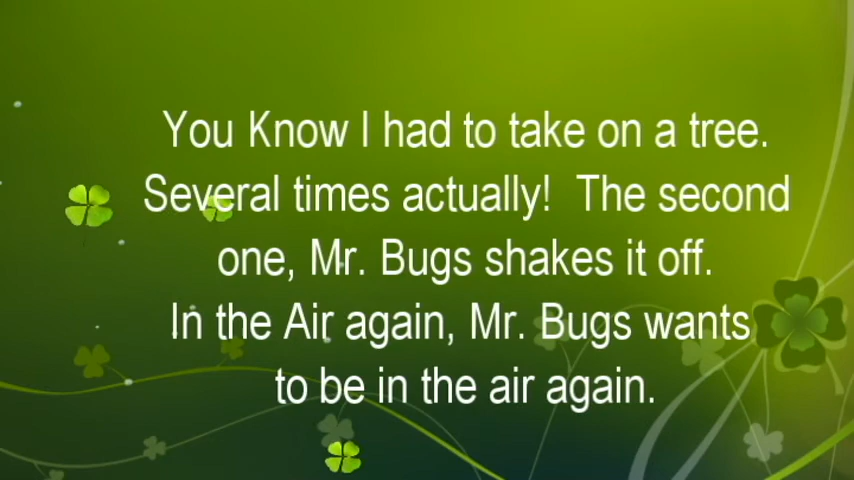 You Know I had to take on a tree.
Several times actually!  The second
one, Mr. Bugs shakes it off.
In the Air again, Mr. Bugs wants
to be in the air again.